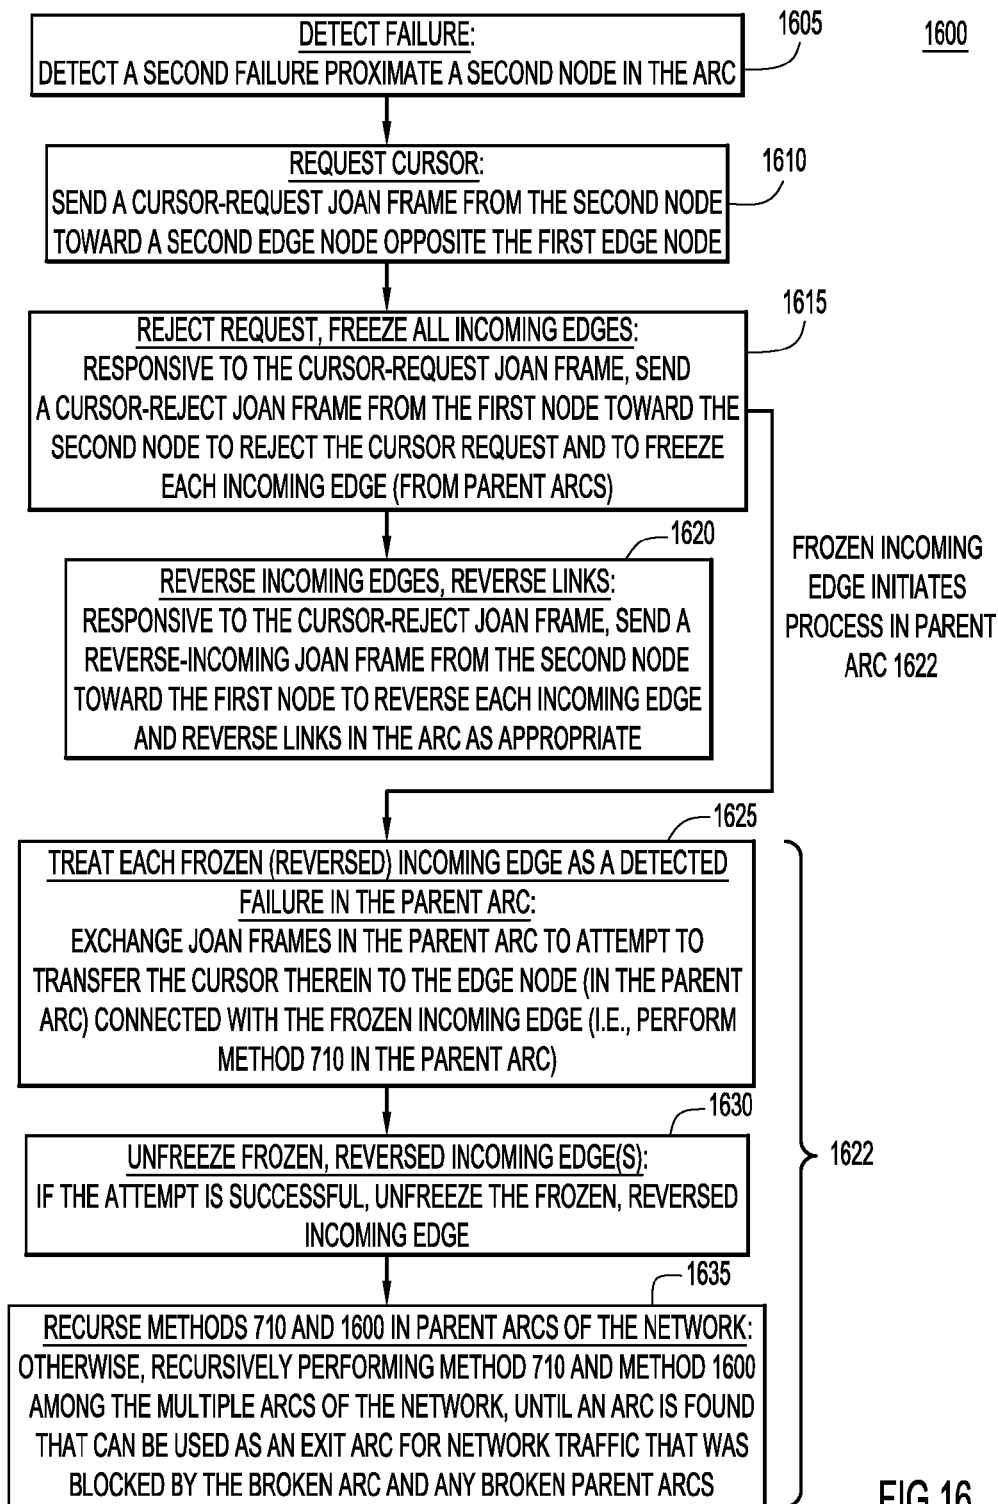 1600
1605
DETECT FAILURE:
DETECT A SECOND FAILURE PROXIMATE A SECOND NODE IN THE ARC
1610
REQUEST CURSOR:
SEND A CURSOR-REQUEST JOAN FRAME FROM THE SECOND NODE
TOWARD A SECOND EDGE NODE OPPOSITE THE FIRST EDGE NODE
1615
REJECT REQUEST, FREEZE ALL INCOMING EDGES:
RESPONSIVE TO THE CURSOR-REQUEST JOAN FRAME, SEND
A CURSOR-REJECT JOAN FRAME FROM THE FIRST NODE TOWARD THE
SECOND NODE TO REJECT THE CURSOR REQUEST AND TO FREEZE
EACH INCOMING EDGE (FROM PARENT ARCS)
1620
REVERSE INCOMING EDGES, REVERSE LINKS:
RESPONSIVE TO THE CURSOR-REJECT JOAN FRAME, SEND A
REVERSE-INCOMING JOAN FRAME FROM THE SECOND NODE
TOWARD THE FIRST NODE TO REVERSE EACH INCOMING EDGE
AND REVERSE LINKS IN THE ARC AS APPROPRIATE
FROZEN INCOMING
EDGE INITIATES
PROCESS IN PARENT
ARC 1622
1625
TREAT EACH FROZEN (REVERSED) INCOMING EDGE AS A DETECTED
FAILURE IN THE PARENT ARC:
EXCHANGE JOAN FRAMES IN THE PARENT ARC TO ATTEMPT TO
TRANSFER THE CURSOR THEREIN TO THE EDGE NODE (IN THE PARENT
ARC) CONNECTED WITH THE FROZEN INCOMING EDGE (I.E., PERFORM
METHOD 710 IN THE PARENT ARC)
1630
UNFREEZE FROZEN, REVERSED INCOMING EDGE(S):
IF THE ATTEMPT IS SUCCESSFUL, UNFREEZE THE FROZEN, REVERSED
INCOMING EDGE
1622
1635
RECURSE METHODS 710 AND 1600 IN PARENT ARCS OF THE NETWORK:
OTHERWISE, RECURSIVELY PERFORMING METHOD 710 AND METHOD 1600
AMONG THE MULTIPLE ARCS OF THE NETWORK, UNTIL AN ARC IS FOUND
THAT CAN BE USED AS AN EXIT ARC FOR NETWORK TRAFFIC THAT WAS
BLOCKED BY THE BROKEN ARC AND ANY BROKEN PARENT ARCS
FIG.16